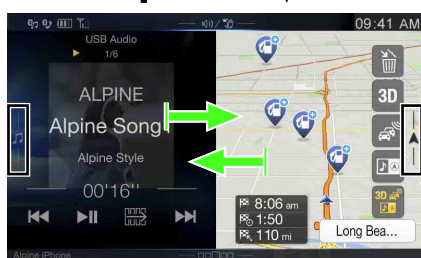 09:41 AM
USB Audio
1/6
ALPINE
Alpine Song
Alpine Style
00'16''
3D
3D
8:06 am
1:50
110 mi
Long Bea...
Alpine iPhone